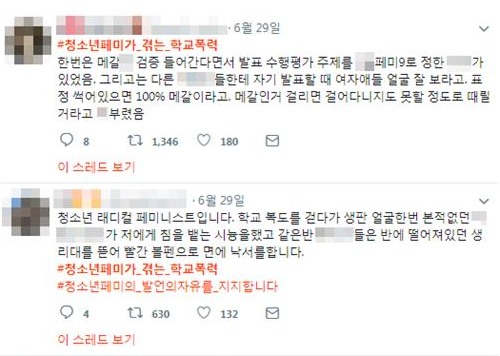 · 6월 29일
#청소년페미가_겪는_학교폭력
한번은 메갈 검증 들어간다면서 발표 수행평가 주제를 페미9로 정한
있었음. 그리고는 다른 들한테 자기 발표할 때 여자애들 얼굴 잘 보라고. 표
정 썩어있으면 100% 메갈이라고. 메갈인거 걸리면 걸어다니지도 못할 정도로 때릴
거라고 부렸음
8 1,346 180
이 스레드 보기
· 6월 29일
청소년 래디컬 페미니스트입니다. 학교 복도를 걷다가 생판 얼굴한번 본적없던
가 저에게 침을 뱉는 시늉을했고 같은반 들은 반에 떨어져있던 생
리대를 뜯어 빨간 볼펜으로 면에 낙서를합니다.
#청소년페미가_겪는_학교폭력
#청소년페미의_발언의자유를_지지합니다
4 630 132
이 스레드 보기